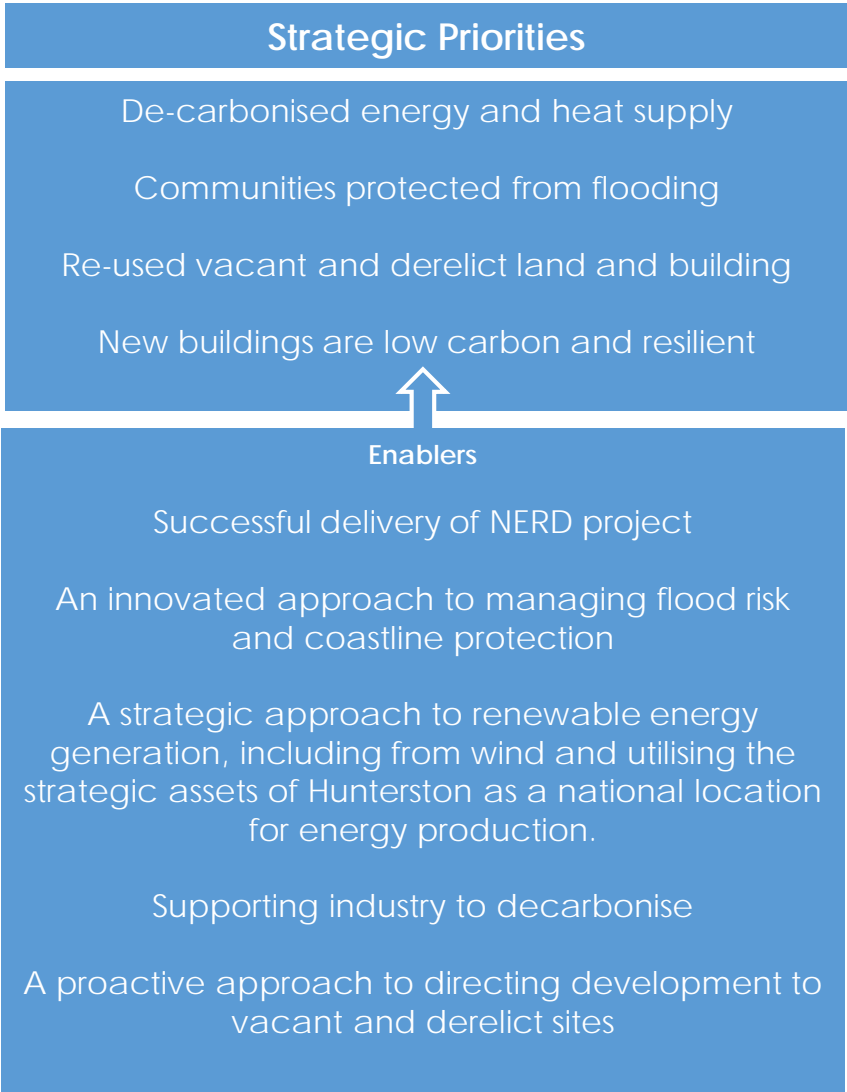 Strategic Priorities
De-carbonised energy and heat supply
Communities protected from flooding
Re-used vacant and derelict land and building
New buildings are low carbon and resilient
Enablers
Successful delivery of NERD project
An innovated approach to managing flood risk
and coastline protection
A strategic approach to renewable energy
generation, including from wind and utilising the
strategic assets of Hunterston as a national location
for energy production.
Supporting industry to decarbonise
A proactive approach to directing development to
vacant and derelict sites